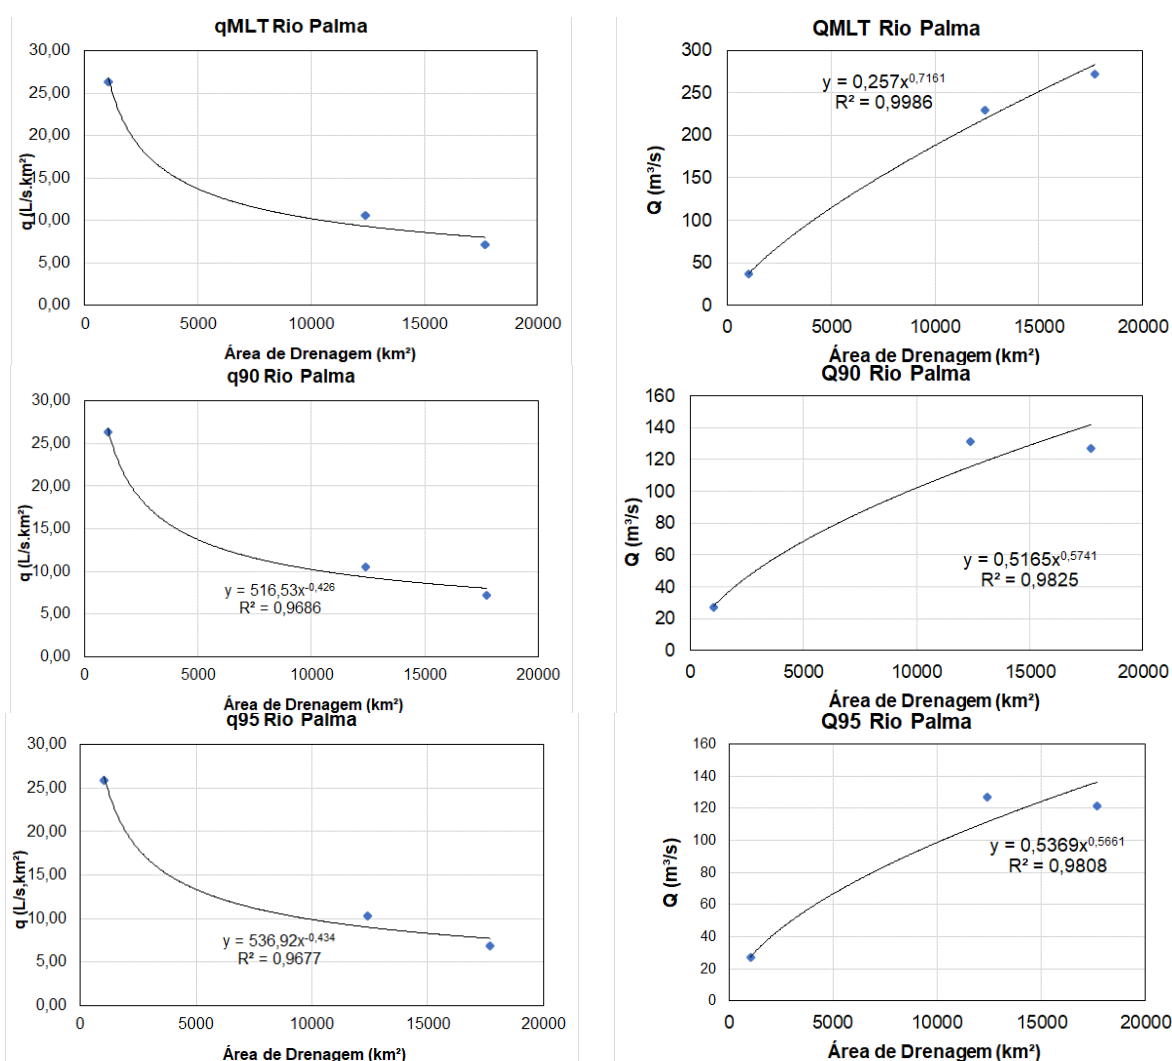 qMLT Rio Palma
30,00
25,00
20,00
15,00
10,00
5,00
0,00
q (L/s.km²)
0 5000 10000 15000 20000
Área de Drenagem (km²)
QMLT Rio Palma
300
250
200
150
100
50
0
Q (m³/s)
y = 0,257x^0,7161
R² = 0,9986
0 5000 10000 15000 20000
Área de Drenagem (km²)
q90 Rio Palma
30,00
25,00
20,00
15,00
10,00
5,00
0,00
q (L/s.km²)
y = 516,53x^-0,426
R² = 0,9686
0 5000 10000 15000 20000
Área de Drenagem (km²)
Q90 Rio Palma
160
140
120
100
80
60
40
20
0
Q (m³/s)
y = 0,5165x^0,5741
R² = 0,9825
0 5000 10000 15000 20000
Área de Drenagem (km²)
q95 Rio Palma
30,00
25,00
20,00
15,00
10,00
5,00
0,00
q (L/s,km²)
y = 536,92x^-0,434
R² = 0,9677
0 5000 10000 15000 20000
Área de Drenagem (km²)
Q95 Rio Palma
160
140
120
100
80
60
40
20
0
Q (m³/s)
y = 0,5369x^0,5661
R² = 0,9808
0 5000 10000 15000 20000
Área de Drenagem (km²)